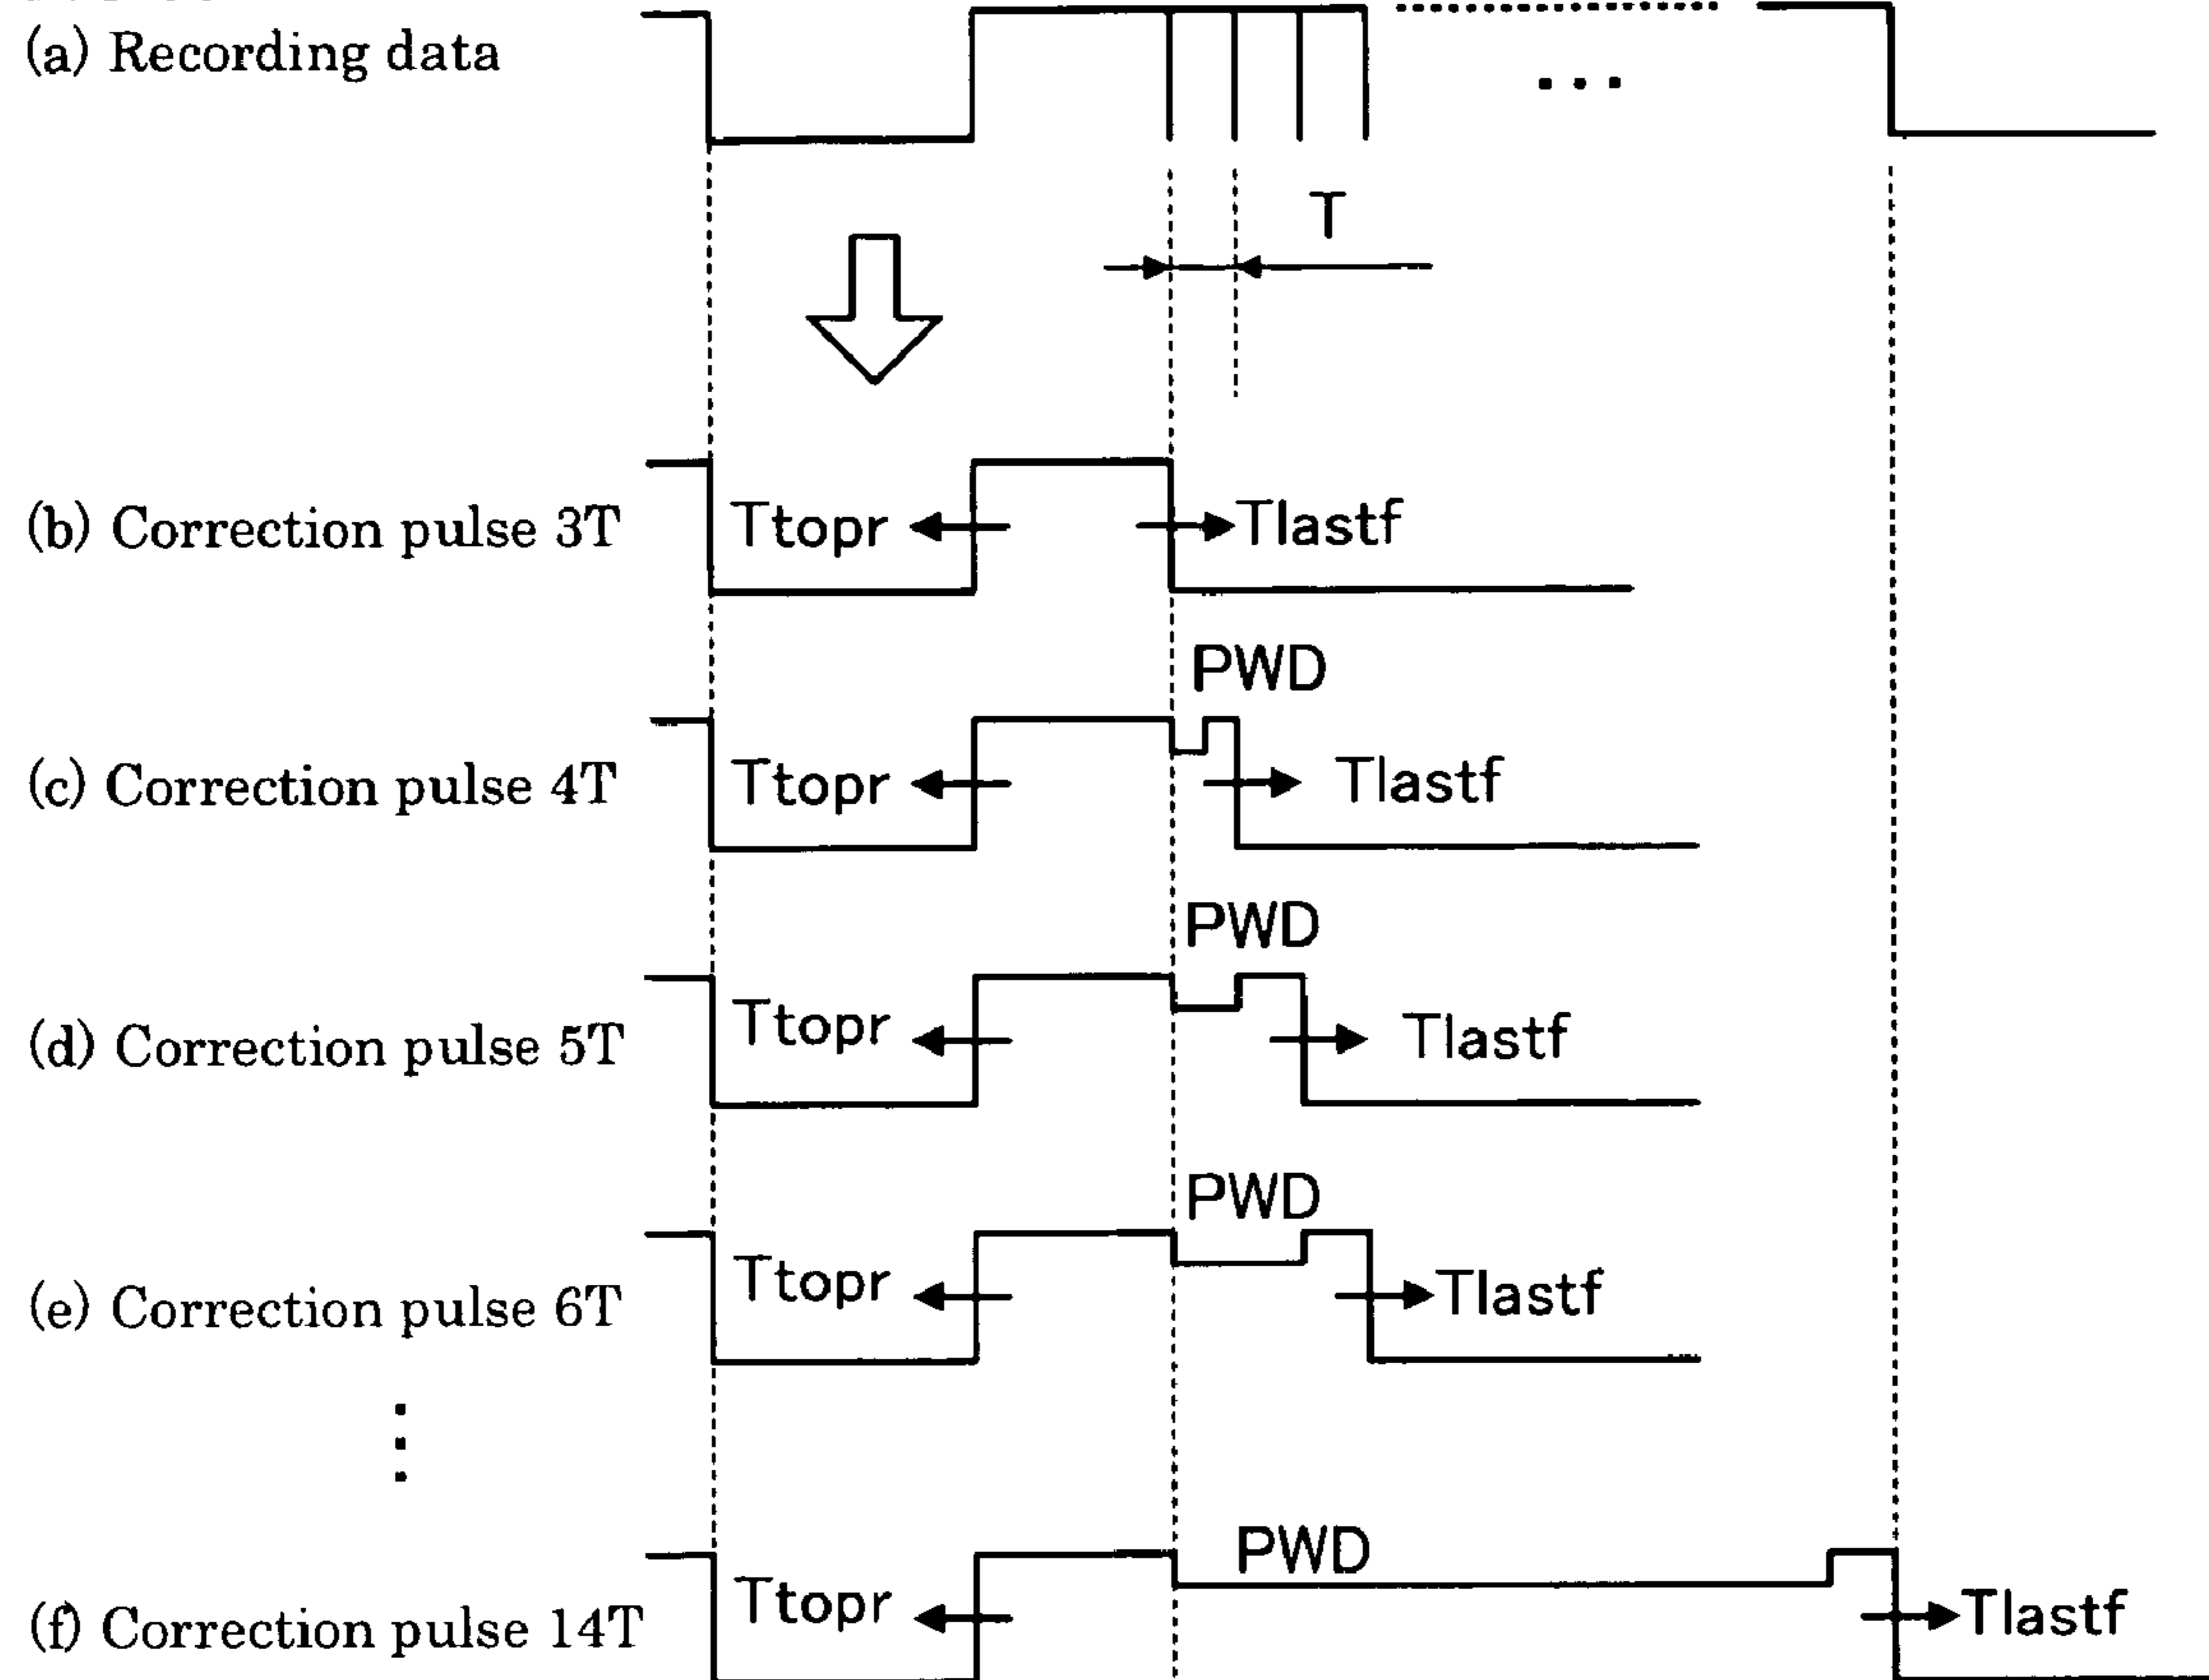 (a) Recording data
...
T
(b) Correction pulse 3T
Ttopr
Tlastf
PWD
(c) Correction pulse 4T
Ttopr
Tlastf
PWD
(d) Correction pulse 5T
Ttopr
Tlastf
PWD
(e) Correction pulse 6T
Ttopr
Tlastf
PWD
(f) Correction pulse 14T
Ttopr
Tlastf